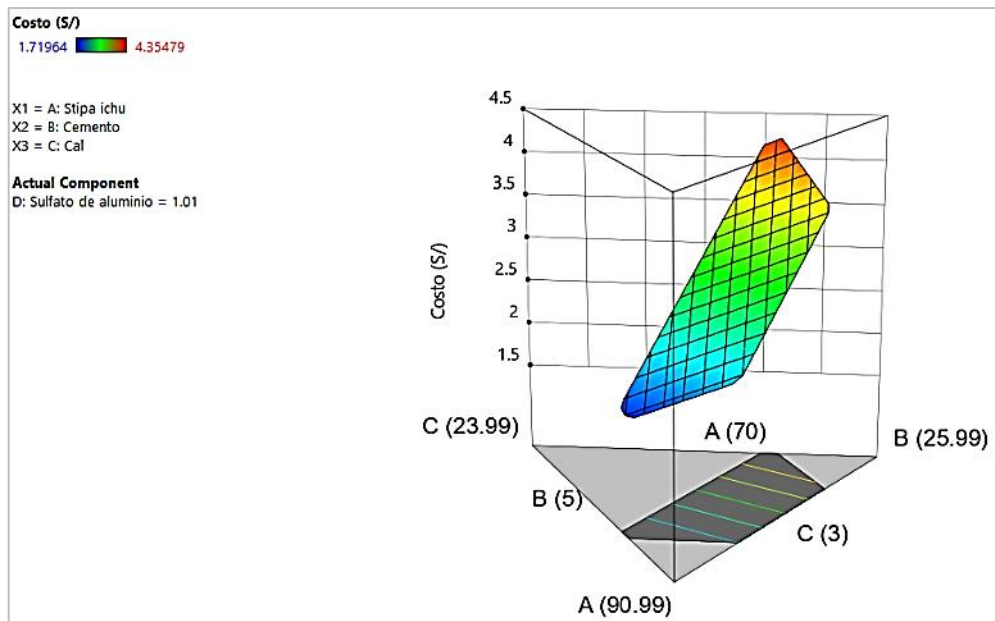 Costo (S/)
1.71964 4.35479
X1 = A: Stipa ichu
X2 = B: Cemento
X3 = C: Cal
Actual Component
D: Sulfato de aluminio = 1.01
4.5
4
3.5
3
2.5
2
1.5
Costo (S/)
C (23.99)
A (70)
B (25.99)
B (5)
C (3)
A (90.99)